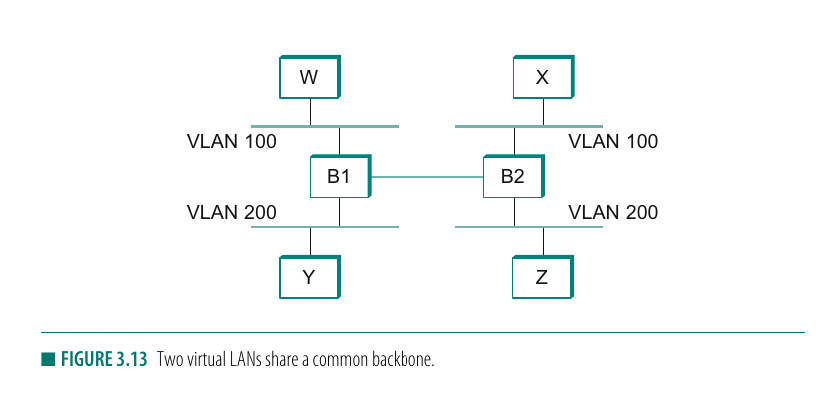 W
X
VLAN 100
VLAN 100
B1
B2
VLAN 200
VLAN 200
Y
Z
FIGURE 3.13 Two virtual LANs share a common backbone.